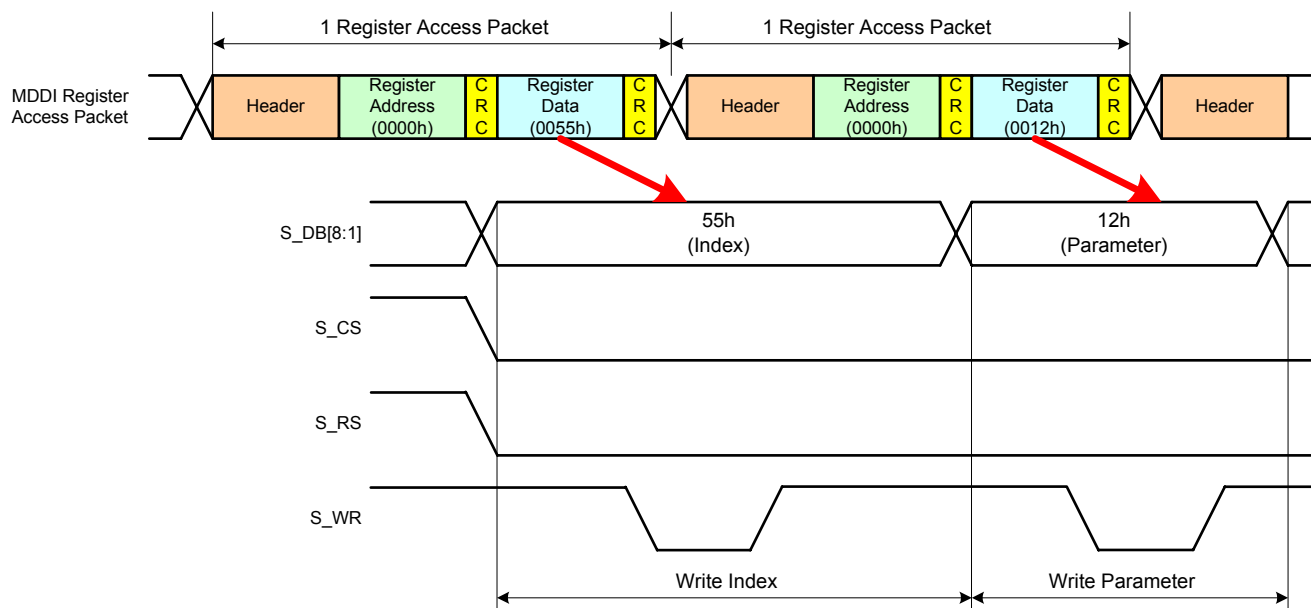 1 Register Access Packet
1 Register Access Packet
MDDI Register
Access Packet
Header
Register
Address
(0000h)
C
R
C
Register
Data
(0055h)
C
R
C
Header
Register
Address
(0000h)
C
R
C
Register
Data
(0012h)
C
R
C
Header
S_DB[8:1]
55h
(Index)
12h
(Parameter)
S_CS
S_RS
S_WR
Write Index
Write Parameter